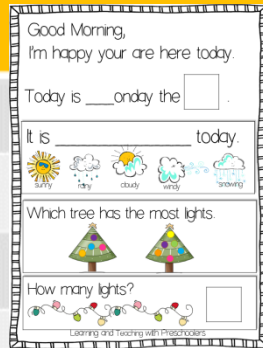 Good Morning,
I'm happy your are here today.
Today is ___onday the .
It is ______________ today.
sunny rainy cloudy windy snowing
Which tree has the most lights.
How many lights?
Learning and Teaching with Preschoolers